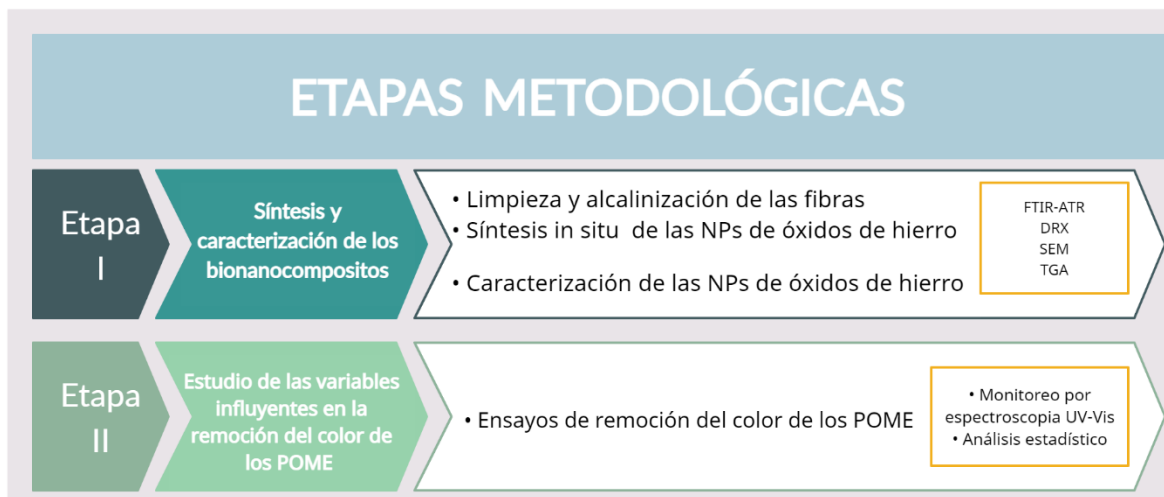 ETAPAS METODOLÓGICAS
Etapa
I
Síntesis y
caracterización de los
bionanocompositos
• Limpieza y alcalinización de las fibras
• Síntesis in situ de las NPs de óxidos de hierro
• Caracterización de las NPs de óxidos de hierro
FTIR-ATR
DRX
SEM
TGA
Etapa
II
Estudio de las variables
influyentes en la
remoción del color de
los POME
• Ensayos de remoción del color de los POME
• Monitoreo por
espectroscopia UV-Vis
• Análisis estadístico